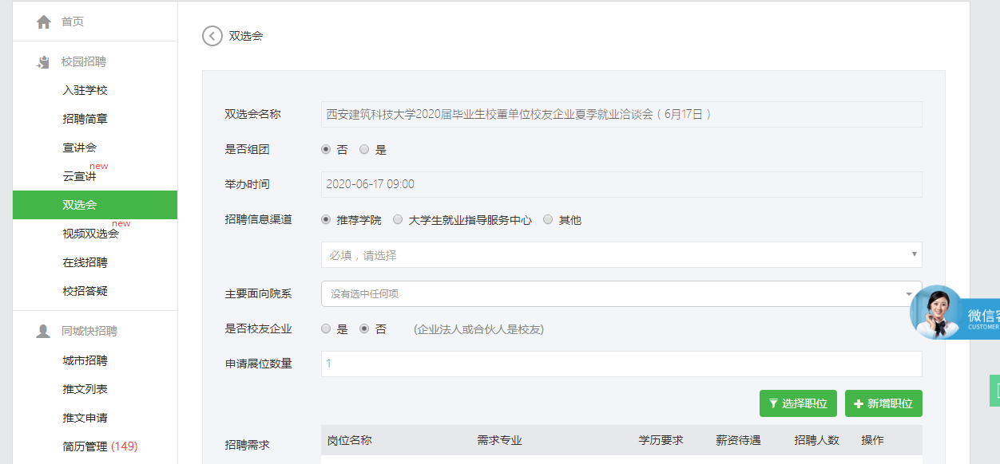 首页
校园招聘
入驻学校
招聘简章
宣讲会
云宣讲 new
双选会
视频双选会 new
在线招聘
校招答疑
同城快招聘
城市招聘
推文列表
推文申请
简历管理 (149)
双选会
双选会名称 西安建筑科技大学2020届毕业生校董单位校友企业夏季就业洽谈会（6月17日）
是否组团 否 是
举办时间 2020-06-17 09:00
招聘信息渠道 推荐学院 大学生就业指导服务中心 其他
必填，请选择
主要面向院系 没有选中任何项
是否校友企业 是 否 (企业法人或合伙人是校友)
申请展位数量 1
选择职位 新增职位
招聘需求 岗位名称 需求专业 学历要求 薪资待遇 招聘人数 操作
微信客
CUSTOMER